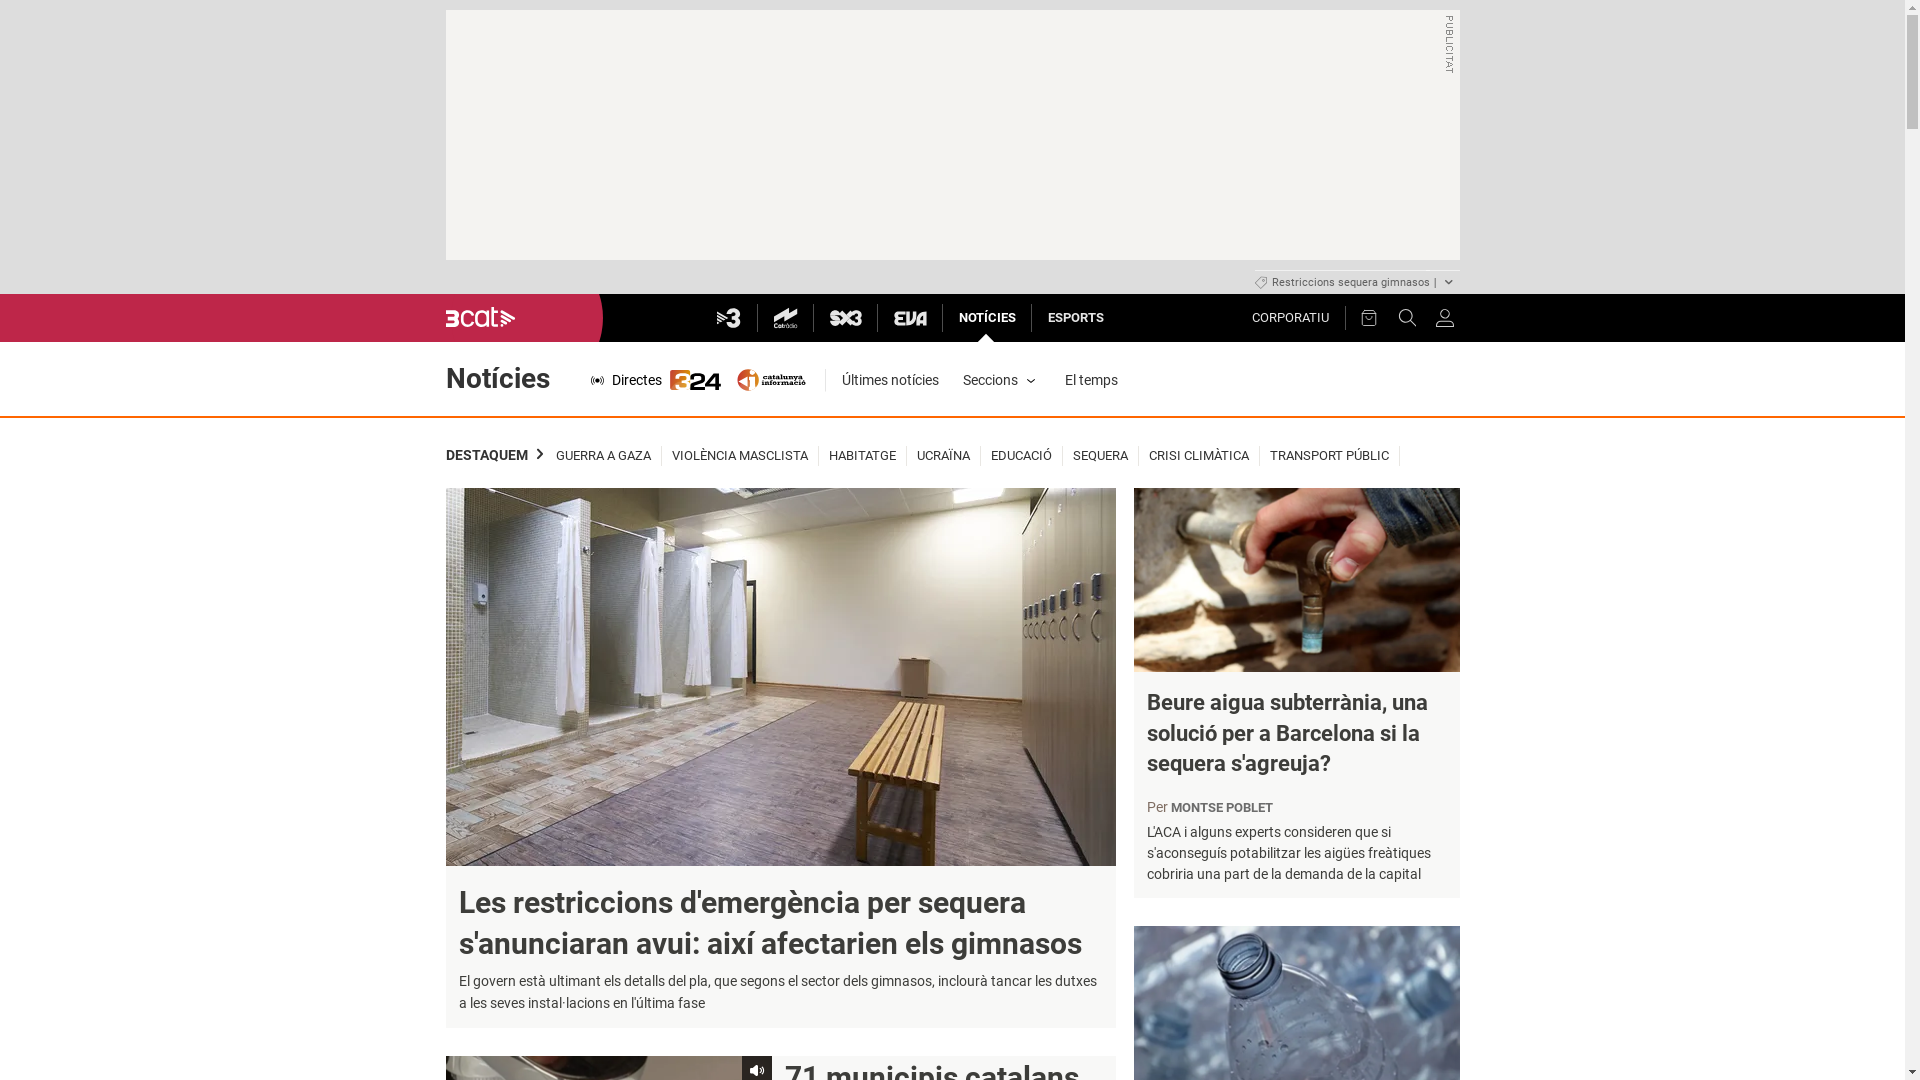 PUBLICITAT
Restriccions sequera gimnasos |
3cat
3
Catràdio
SX3
EVA
NOTÍCIES
ESPORTS
CORPORATIU
Notícies
Directes
324
catalunya
informació
Últimes notícies
Seccions
El temps
DESTAQUEM
GUERRA A GAZA
VIOLÈNCIA MASCLISTA
HABITATGE
UCRAÏNA
EDUCACIÓ
SEQUERA
CRISI CLIMÀTICA
TRANSPORT PÚBLIC
Les restriccions d'emergència per sequera
s'anunciaran avui: així afectarien els gimnasos
El govern està ultimant els detalls del pla, que segons el sector dels gimnasos, inclourà tancar les dutxes
a les seves instal·lacions en l'última fase
71 municipis catalans
Beure aigua subterrània, una
solució per a Barcelona si la
sequera s'agreuja?
Per MONTSE POBLET
L'ACA i alguns experts consideren que si
s'aconseguís potabilitzar les aigües freàtiques
cobriria una part de la demanda de la capital